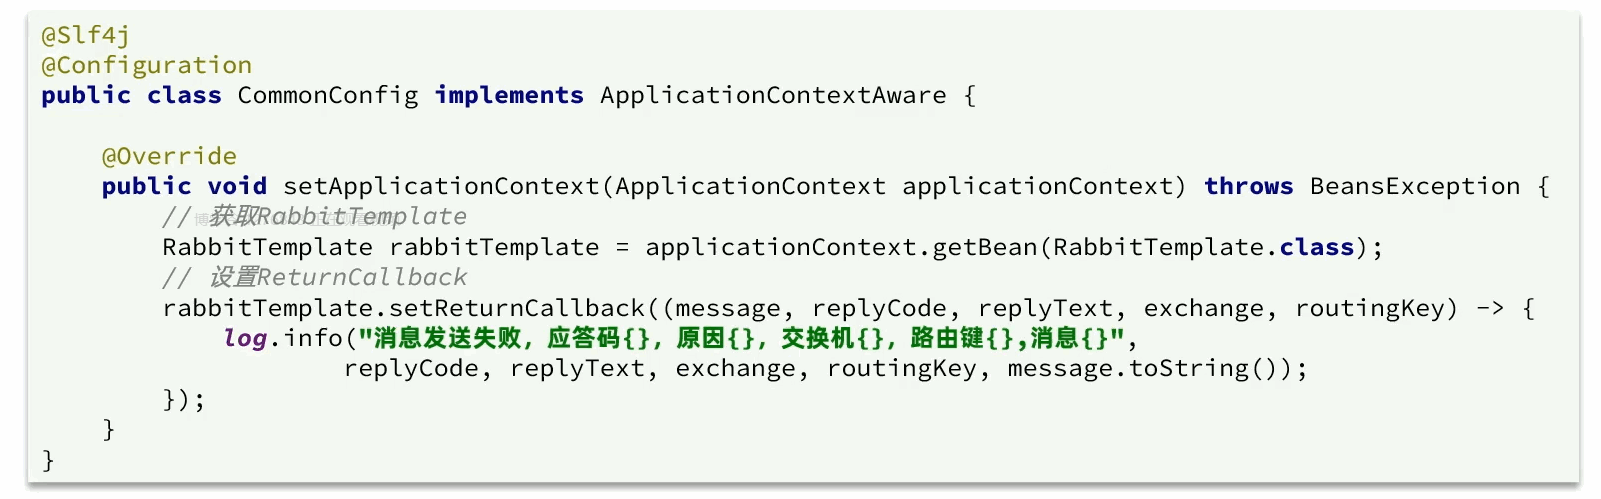 @Slf4j
@Configuration
public class CommonConfig implements ApplicationContextAware {
@Override
public void setApplicationContext(ApplicationContext applicationContext) throws BeansException {
// 获取RabbitTemplate
RabbitTemplate rabbitTemplate = applicationContext.getBean(RabbitTemplate.class);
// 设置ReturnCallback
rabbitTemplate.setReturnCallback((message, replyCode, replyText, exchange, routingKey) -> {
log.info("消息发送失败, 应答码{}, 原因{}, 交换机{}, 路由键{},消息{}",
replyCode, replyText, exchange, routingKey, message.toString());
});
}
}